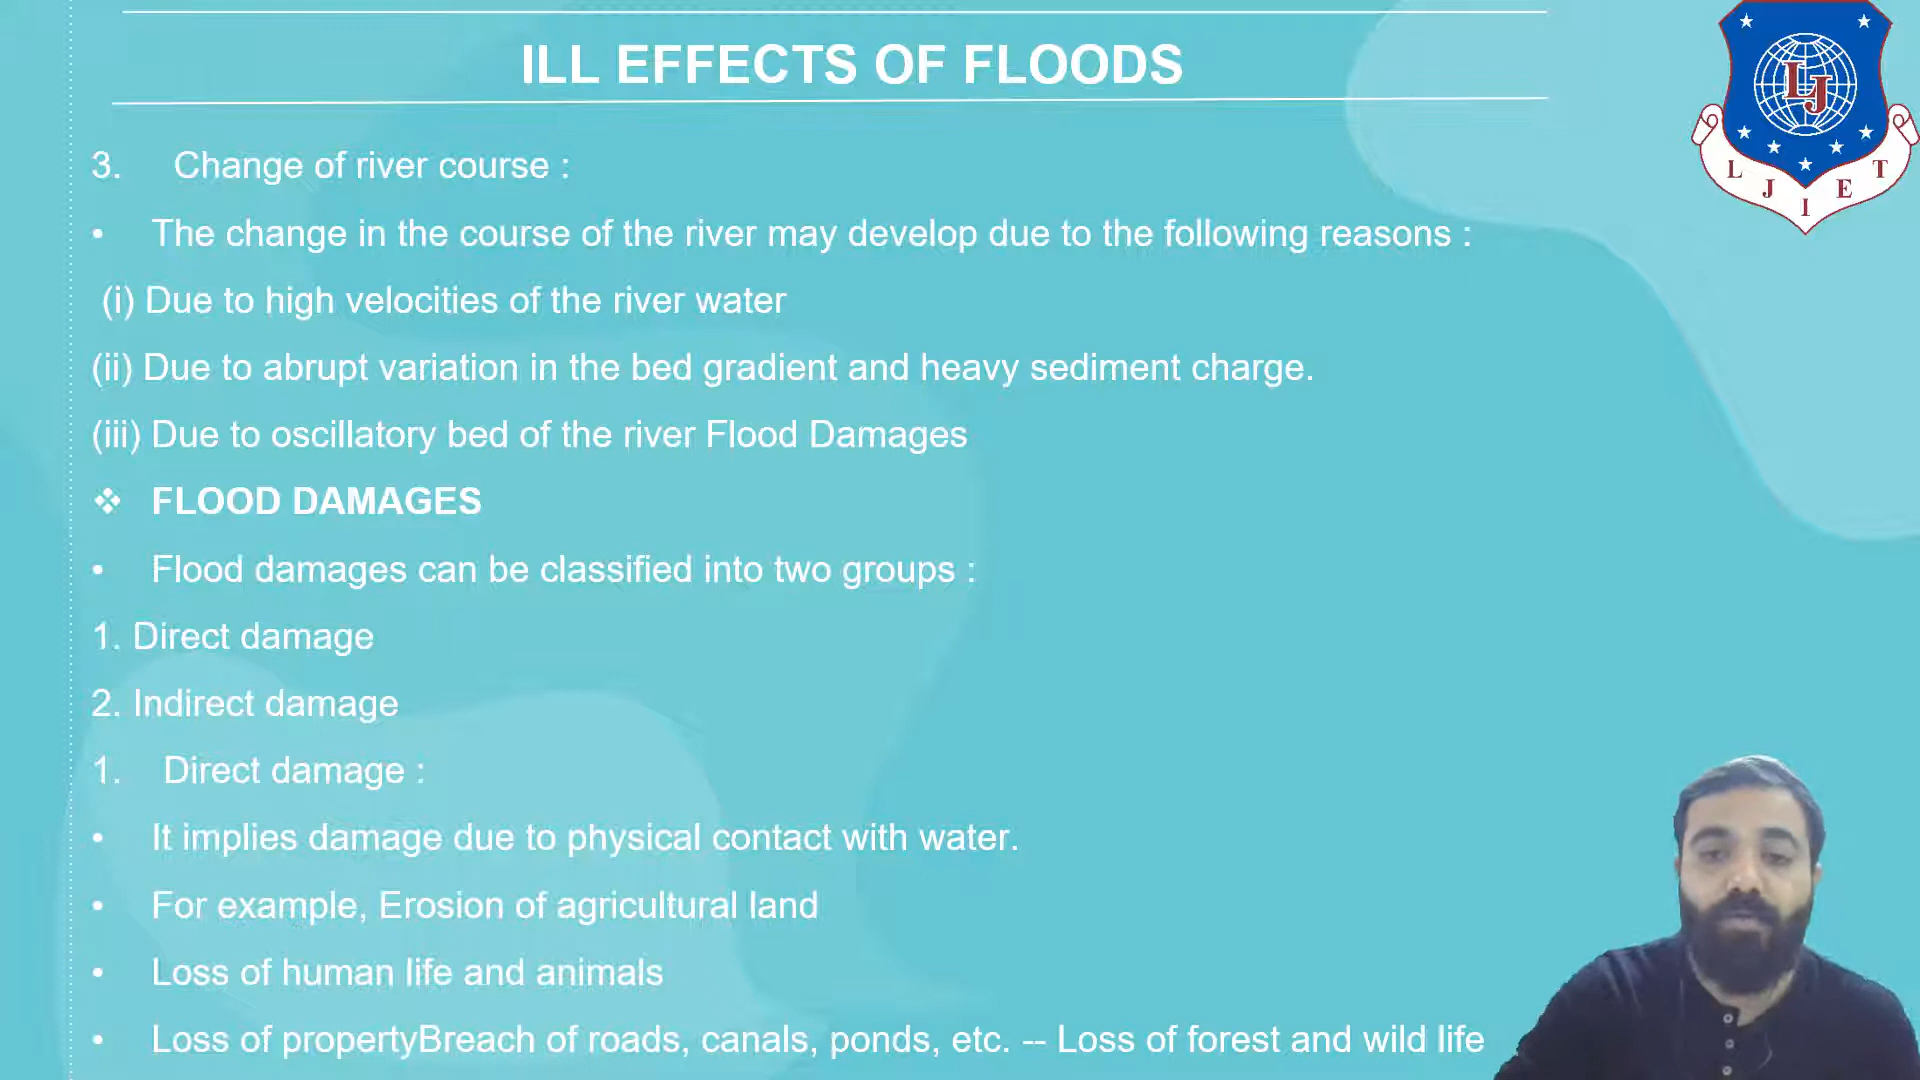 ILL EFFECTS OF FLOODS
3. Change of river course :
• The change in the course of the river may develop due to the following reasons :
(i) Due to high velocities of the river water
(ii) Due to abrupt variation in the bed gradient and heavy sediment charge.
(iii) Due to oscillatory bed of the river Flood Damages
❖ FLOOD DAMAGES
• Flood damages can be classified into two groups :
1. Direct damage
2. Indirect damage
1. Direct damage :
• It implies damage due to physical contact with water.
• For example, Erosion of agricultural land
• Loss of human life and animals
• Loss of propertyBreach of roads, canals, ponds, etc. -- Loss of forest and wild life
LJ
L J I E T